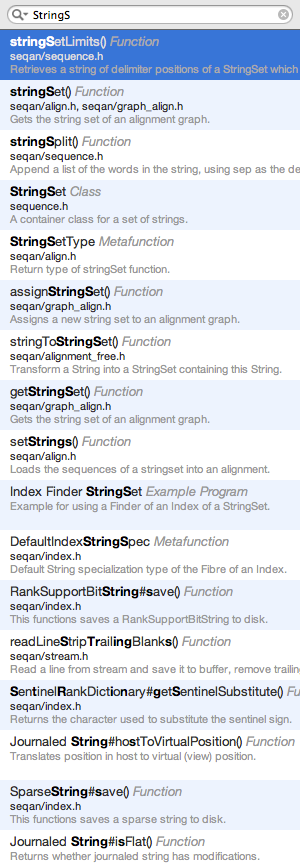 StringS
stringSetLimits() Function
seqan/sequence.h
Retrieves a string of delimiter positions of a StringSet which
stringSet() Function
seqan/align.h, seqan/graph_align.h
Gets the string set of an alignment graph.
stringSplit() Function
seqan/sequence.h
Append a list of the words in the string, using sep as the de
StringSet Class
sequence.h
A container class for a set of strings.
StringSetType Metafunction
seqan/align.h
Return type of stringSet function.
assignStringSet() Function
seqan/graph_align.h
Assigns a new string set to an alignment graph.
stringToStringSet() Function
seqan/alignment_free.h
Transform a String into a StringSet containing this String.
getStringSet() Function
seqan/graph_align.h
Gets the string set of an alignment graph.
setStrings() Function
seqan/align.h
Loads the sequences of a stringset into an alignment.
Index Finder StringSet Example Program
Example for using a Finder of an Index of a StringSet.
DefaultIndexStringSpec Metafunction
seqan/index.h
Default String specialization type of the Fibre of an Index.
RankSupportBitString#save() Function
seqan/index.h
This functions saves a RankSupportBitString to disk.
readLineStripTrailingBlanks() Function
seqan/stream.h
Read a line from stream and save it to buffer, remove trailing
SentinelRankDictionary#getSentinelSubstitute() Fu
seqan/index.h
Returns the character used to substitute the sentinel sign.
Journaled String#hostToVirtualPosition() Function
Translates position in host to virtual (view) position.
SparseString#save() Function
seqan/index.h
This functions saves a sparse string to disk.
Journaled String#isFlat() Function
Returns whether journaled string has modifications.